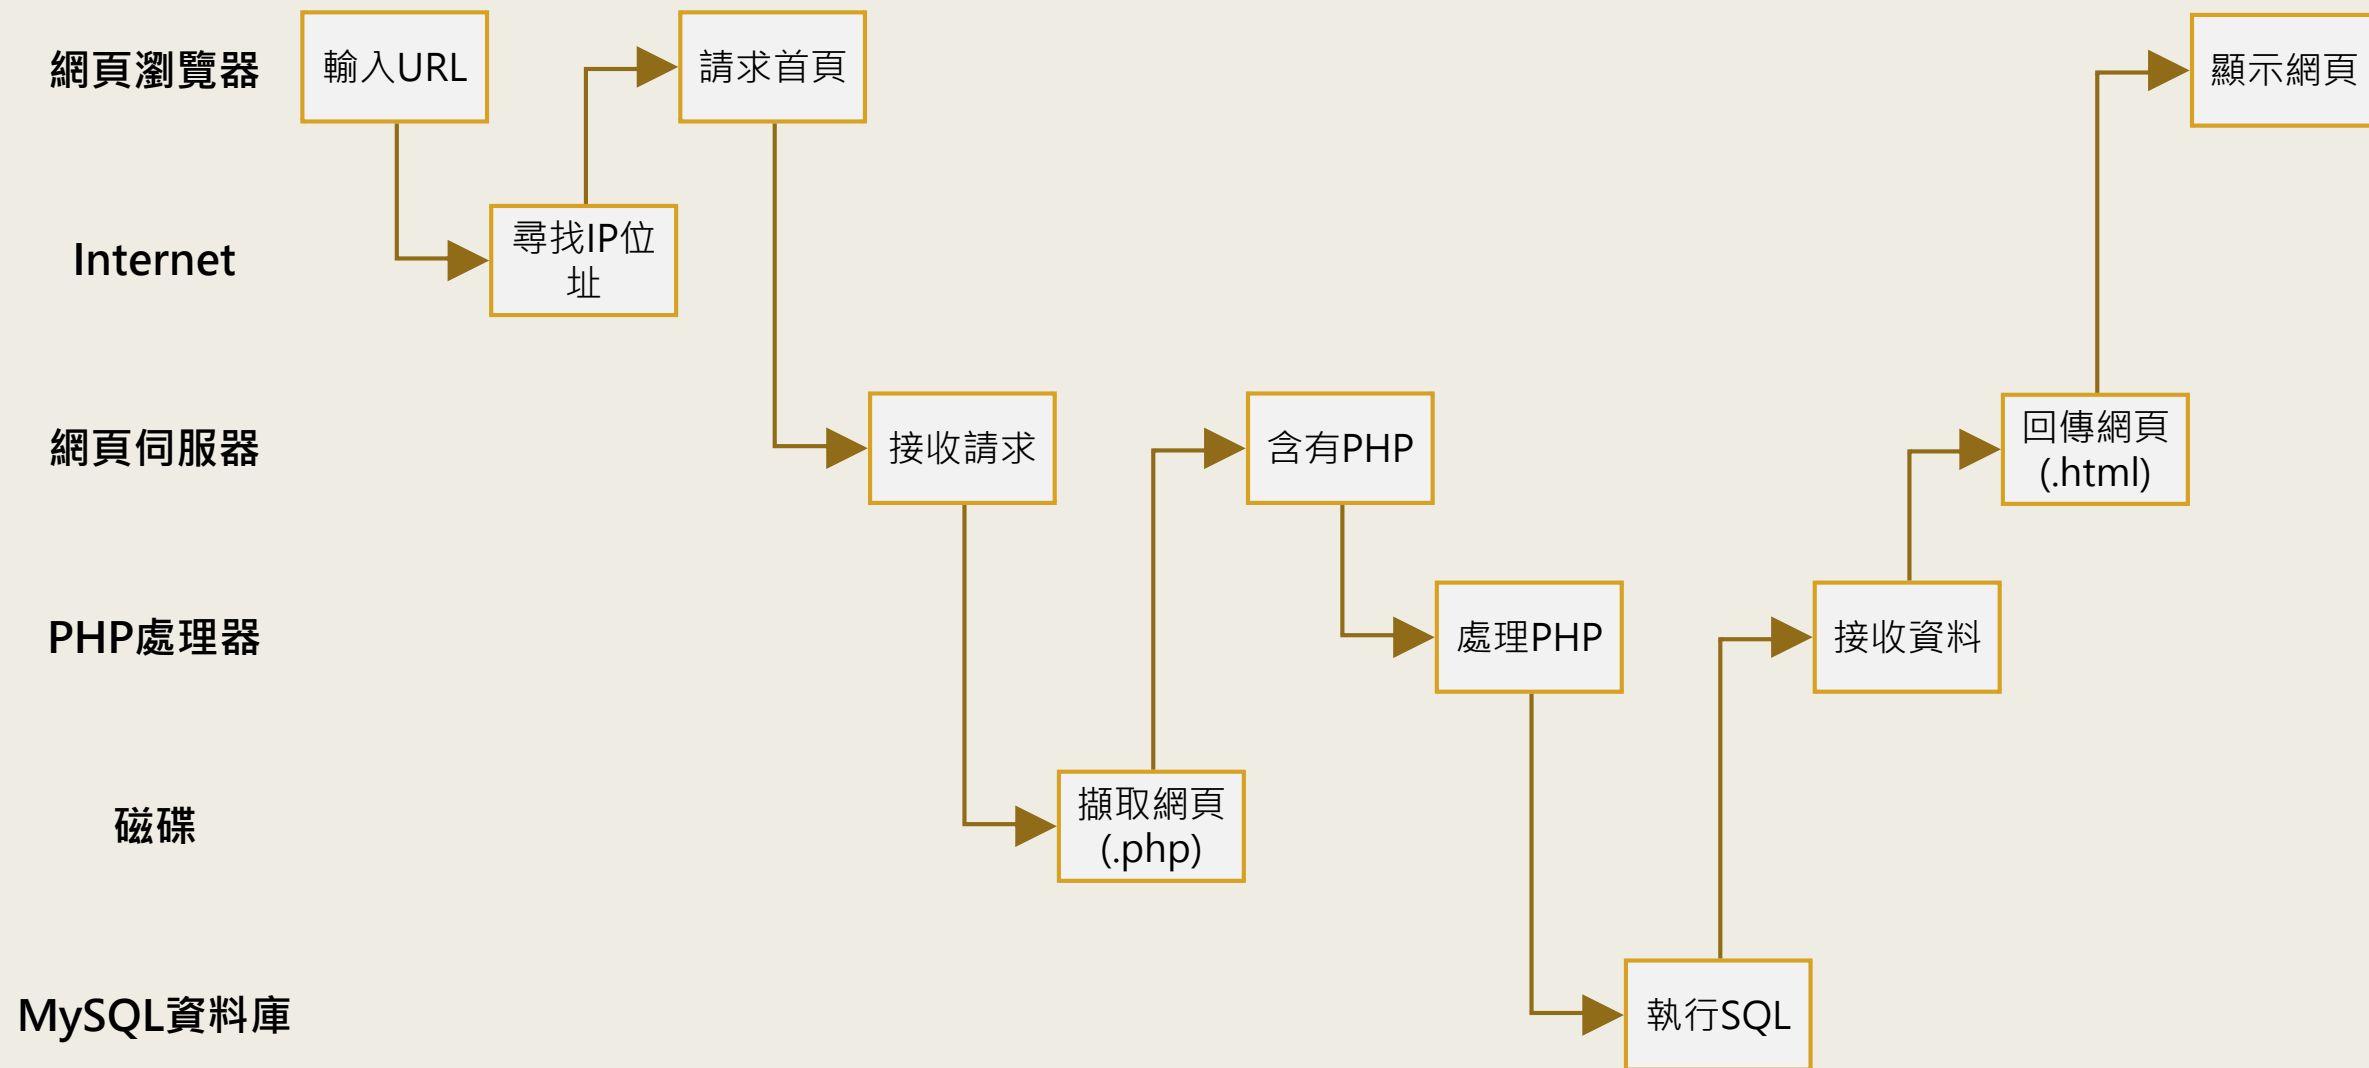 網頁瀏覽器
輸入URL
請求首頁
顯示網頁
Internet
尋找IP位
址
網頁伺服器
接收請求
含有PHP
回傳網頁
(.html)
PHP處理器
處理PHP
接收資料
磁碟
擷取網頁
(.php)
MySQL資料庫
執行SQL